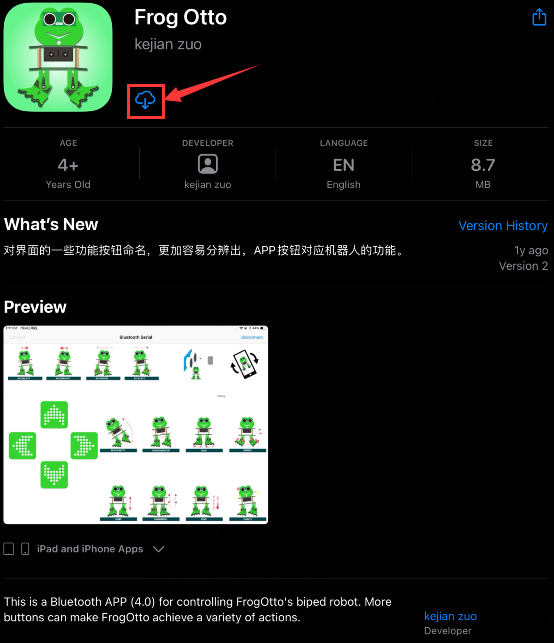 Frog Otto
kejian zuo
AGE
DEVELOPER
LANGUAGE
SIZE
4+
EN
8.7
Years Old
kejian zuo
English
MB
What's New
Version History
对界面的一些功能按钮命名，更加容易分辨出，APP按钮对应机器人的功能。
1y ago
Version 2
Preview
Bluetooth Serial
disconnect
iPad and iPhone Apps
This is a Bluetooth APP (4.0) for controlling FrogOtto's biped robot. More
buttons can make FrogOtto achieve a variety of actions.
kejian zuo
Developer